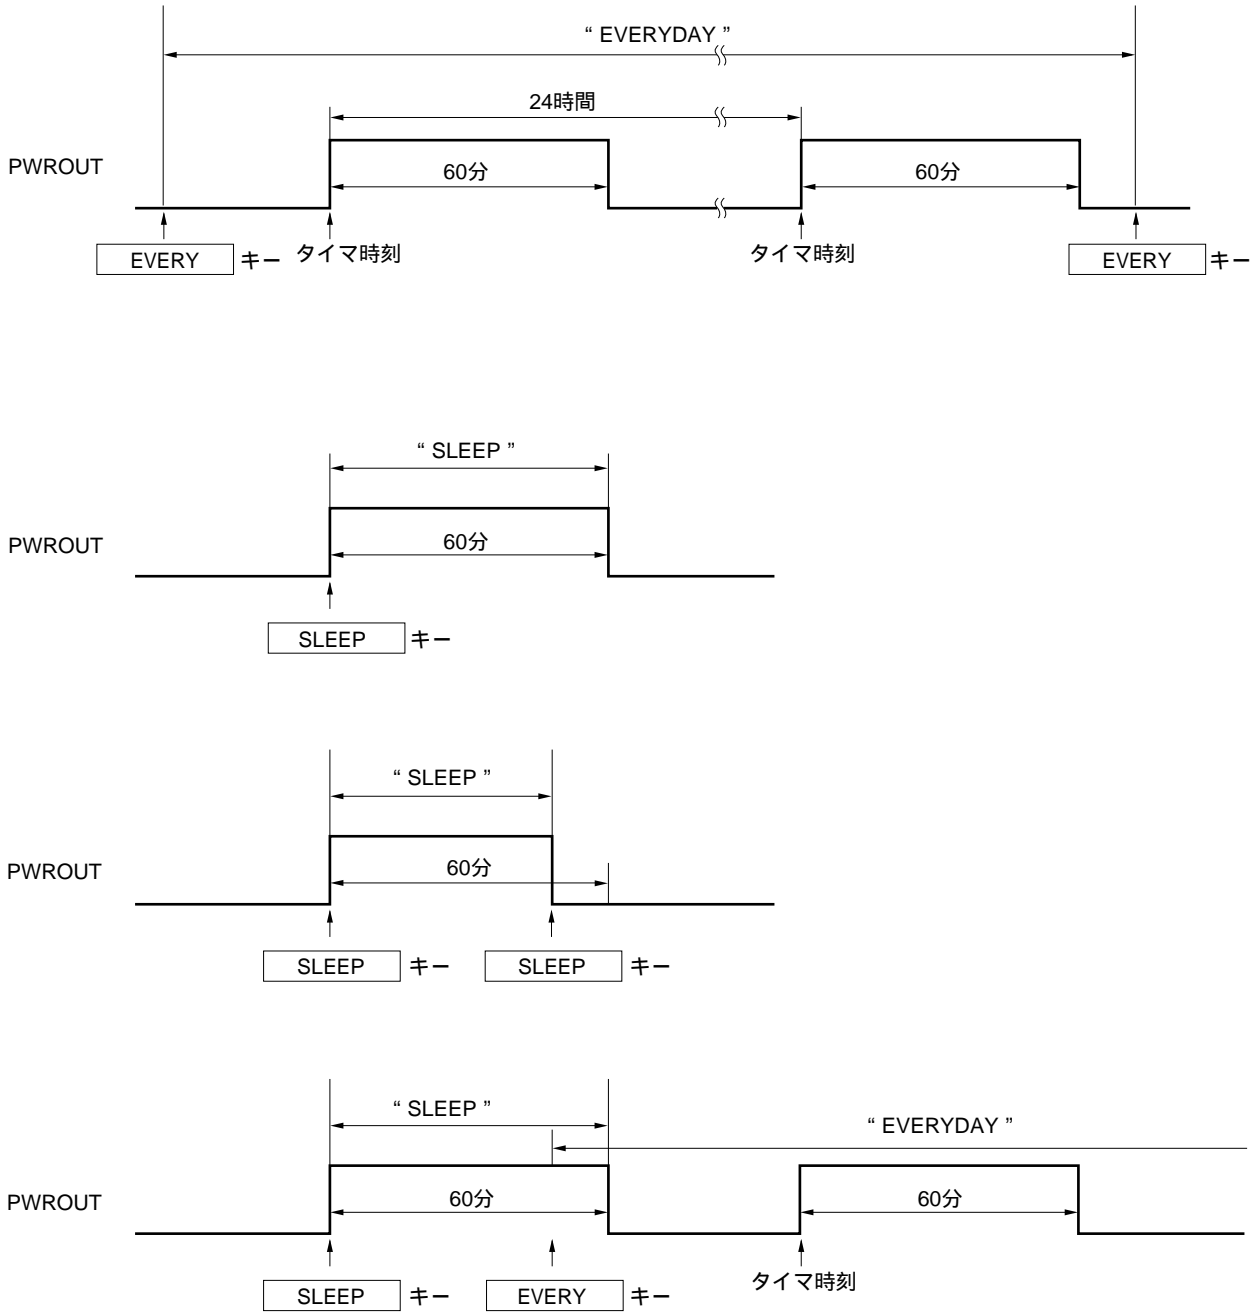 “ EVERYDAY ”
24時間
PWROUT
60分
60分
EVERY キー
タイマ時刻
タイマ時刻
EVERY キー
“ SLEEP ”
PWROUT
60分
SLEEP キー
“ SLEEP ”
PWROUT
60分
SLEEP キー
SLEEP キー
“ SLEEP ”
“ EVERYDAY ”
PWROUT
60分
60分
SLEEP キー
EVERY キー
タイマ時刻